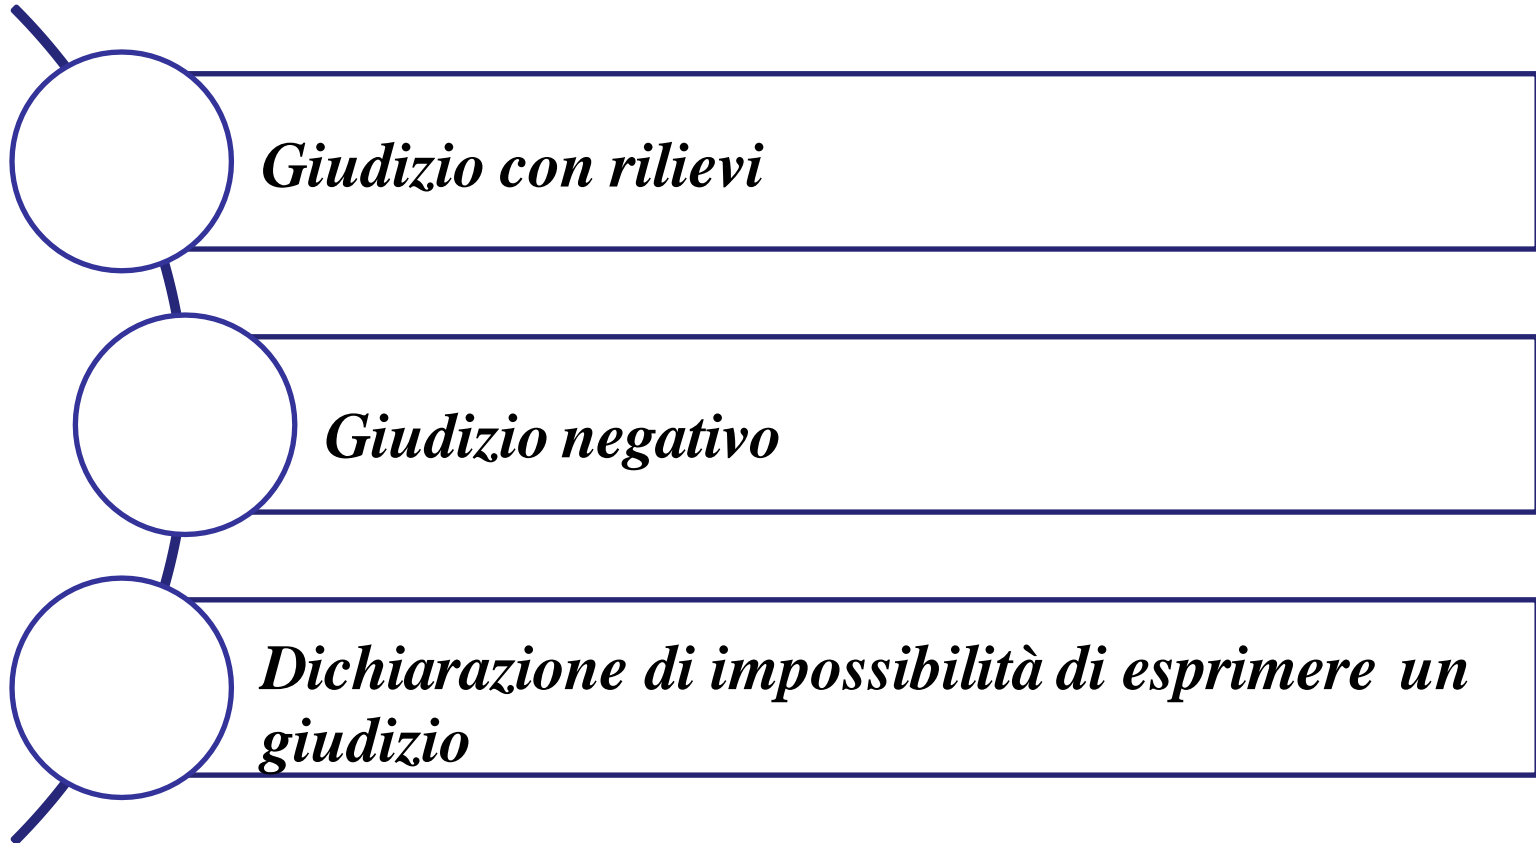 Giudizio con rilievi
Giudizio negativo
Dichiarazione di impossibilità di esprimere un
giudizio